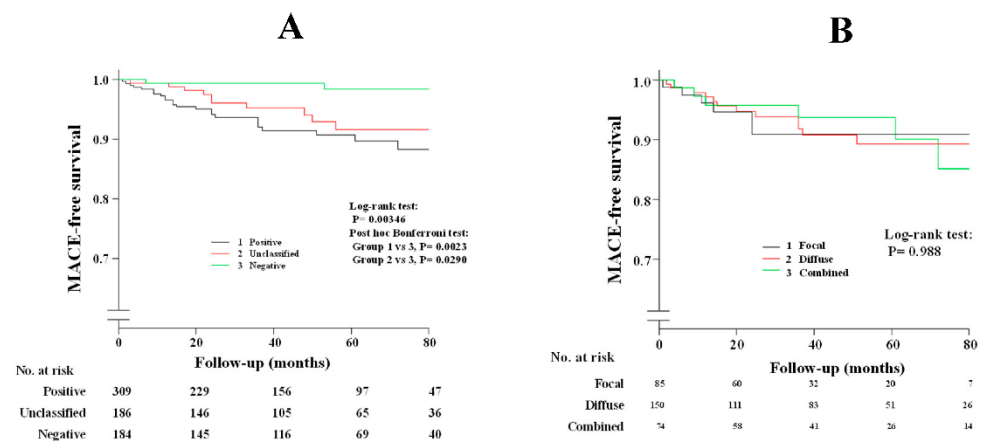 A
MACE-free survival
1.0
0.9
0.8
0.7
Log-rank test:
P= 0.00346
Post hoc Bonferroni test:
Group 1 vs 3, P= 0.0023
Group 2 vs 3, P= 0.0290
1 Positive
2 Unclassified
3 Negative
0 20 40 60 80
Follow-up (months)
No. at risk
Positive 309 229 156 97 47
Unclassified 186 146 105 65 36
Negative 184 145 116 69 40
B
MACE-free survival
1.0
0.9
0.8
0.7
Log-rank test:
P= 0.988
1 Focal
2 Diffuse
3 Combined
0 20 40 60 80
Follow-up (months)
No. at risk
Focal 85 60 32 20 7
Diffuse 150 111 83 51 26
Combined 74 58 41 26 14